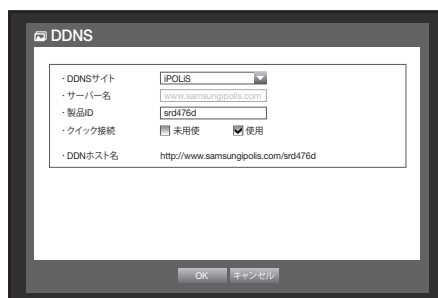 DDNS
· DDNSサイト iPOLiS
· サーバー名 www.samsungipolis.com
· 製品ID srd476d
· クイック接続 未用使 使用
· DDNホスト名 http://www.samsungipolis.com/srd476d
OK キャンセル